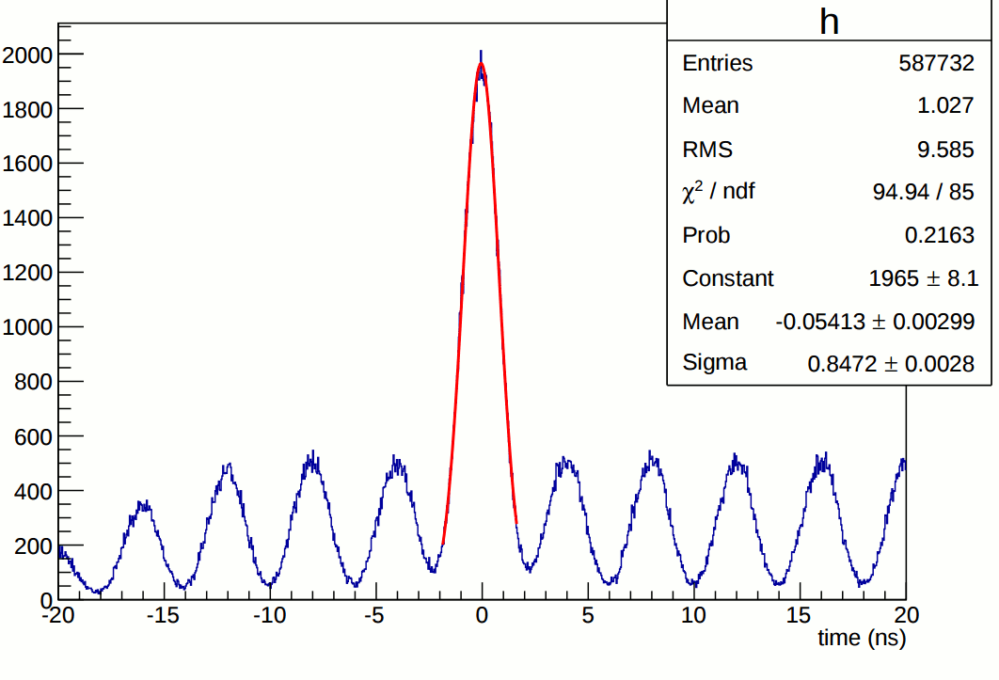 h
Entries 587732
Mean 1.027
RMS 9.585
χ² / ndf 94.94 / 85
Prob 0.2163
Constant 1965 ± 8.1
Mean -0.05413 ± 0.00299
Sigma 0.8472 ± 0.0028
2000
1800
1600
1400
1200
1000
800
600
400
200
0
-20 -15 -10 -5 0 5 10 15 20
time (ns)